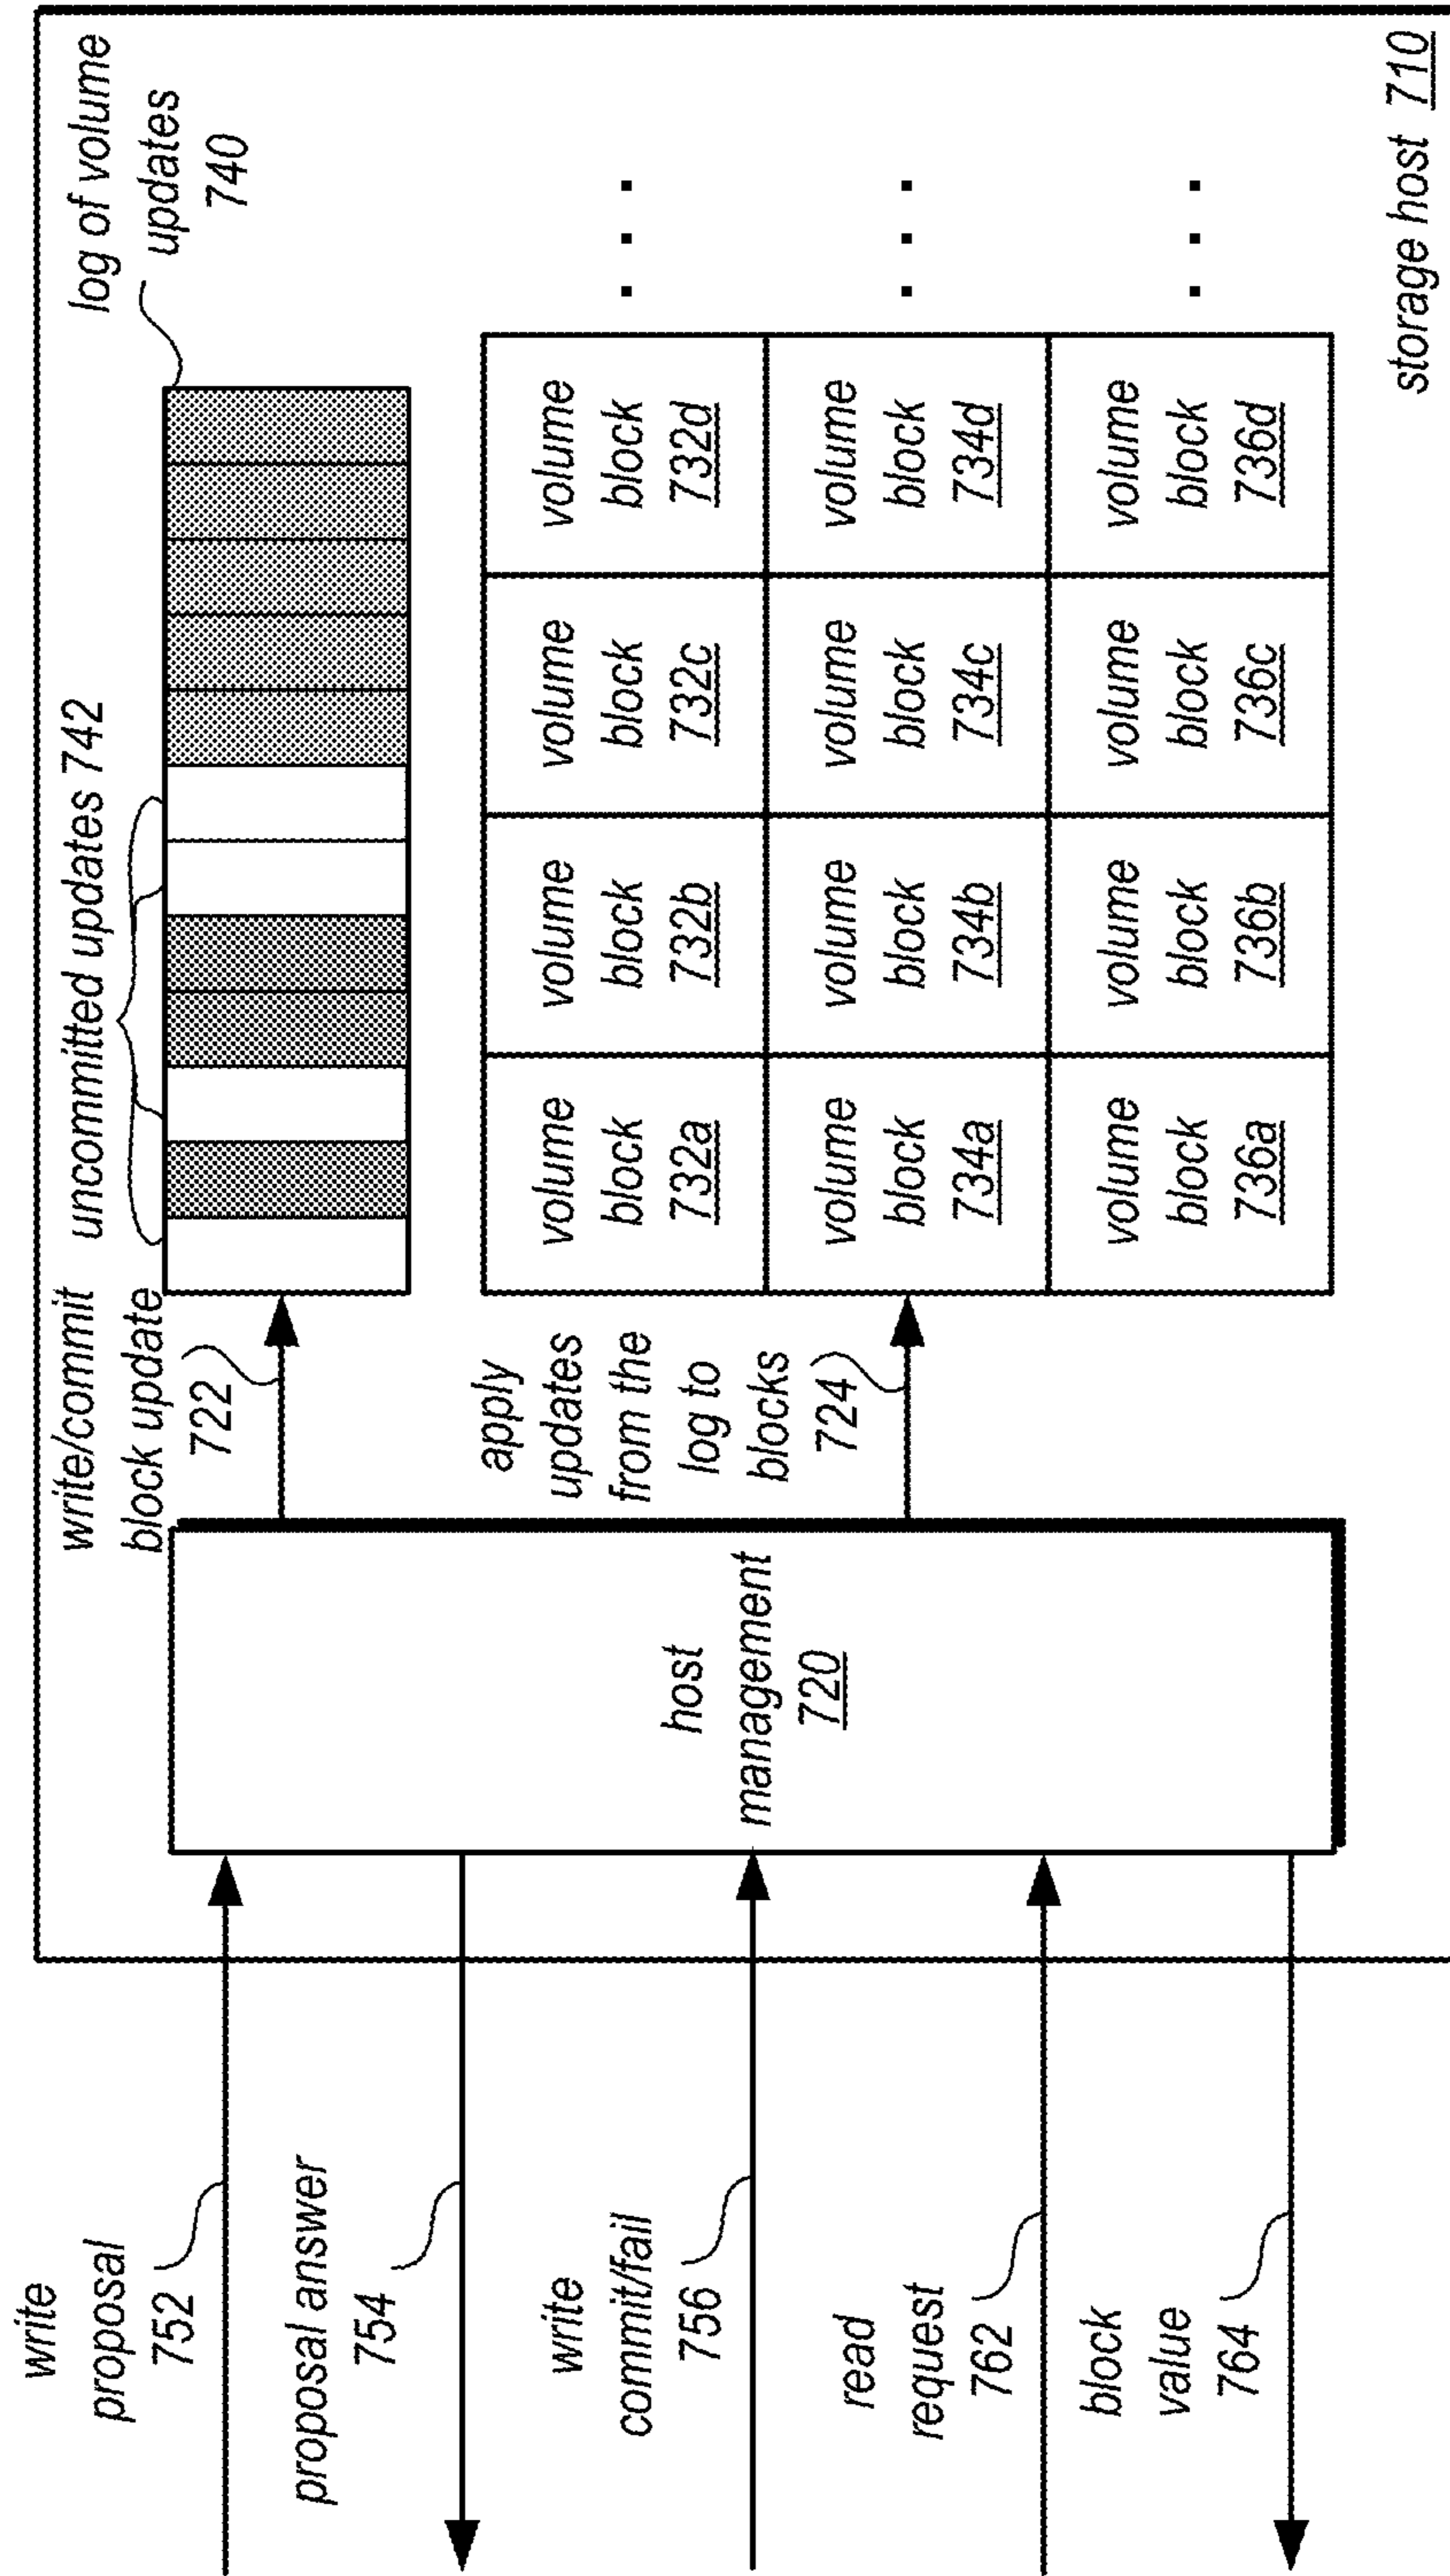 write
proposal
752
proposal answer
754
write
commit/fail
756
read
request
762
block
value
764
host
management
720
write/commit
block update
722
apply
updates
from the
log to
blocks
724
uncommitted updates 742
log of volume
updates
740
volume
block
732a
volume
block
732b
volume
block
732c
volume
block
732d
volume
block
734a
volume
block
734b
volume
block
734c
volume
block
734d
volume
block
736a
volume
block
736b
volume
block
736c
volume
block
736d
storage host 710